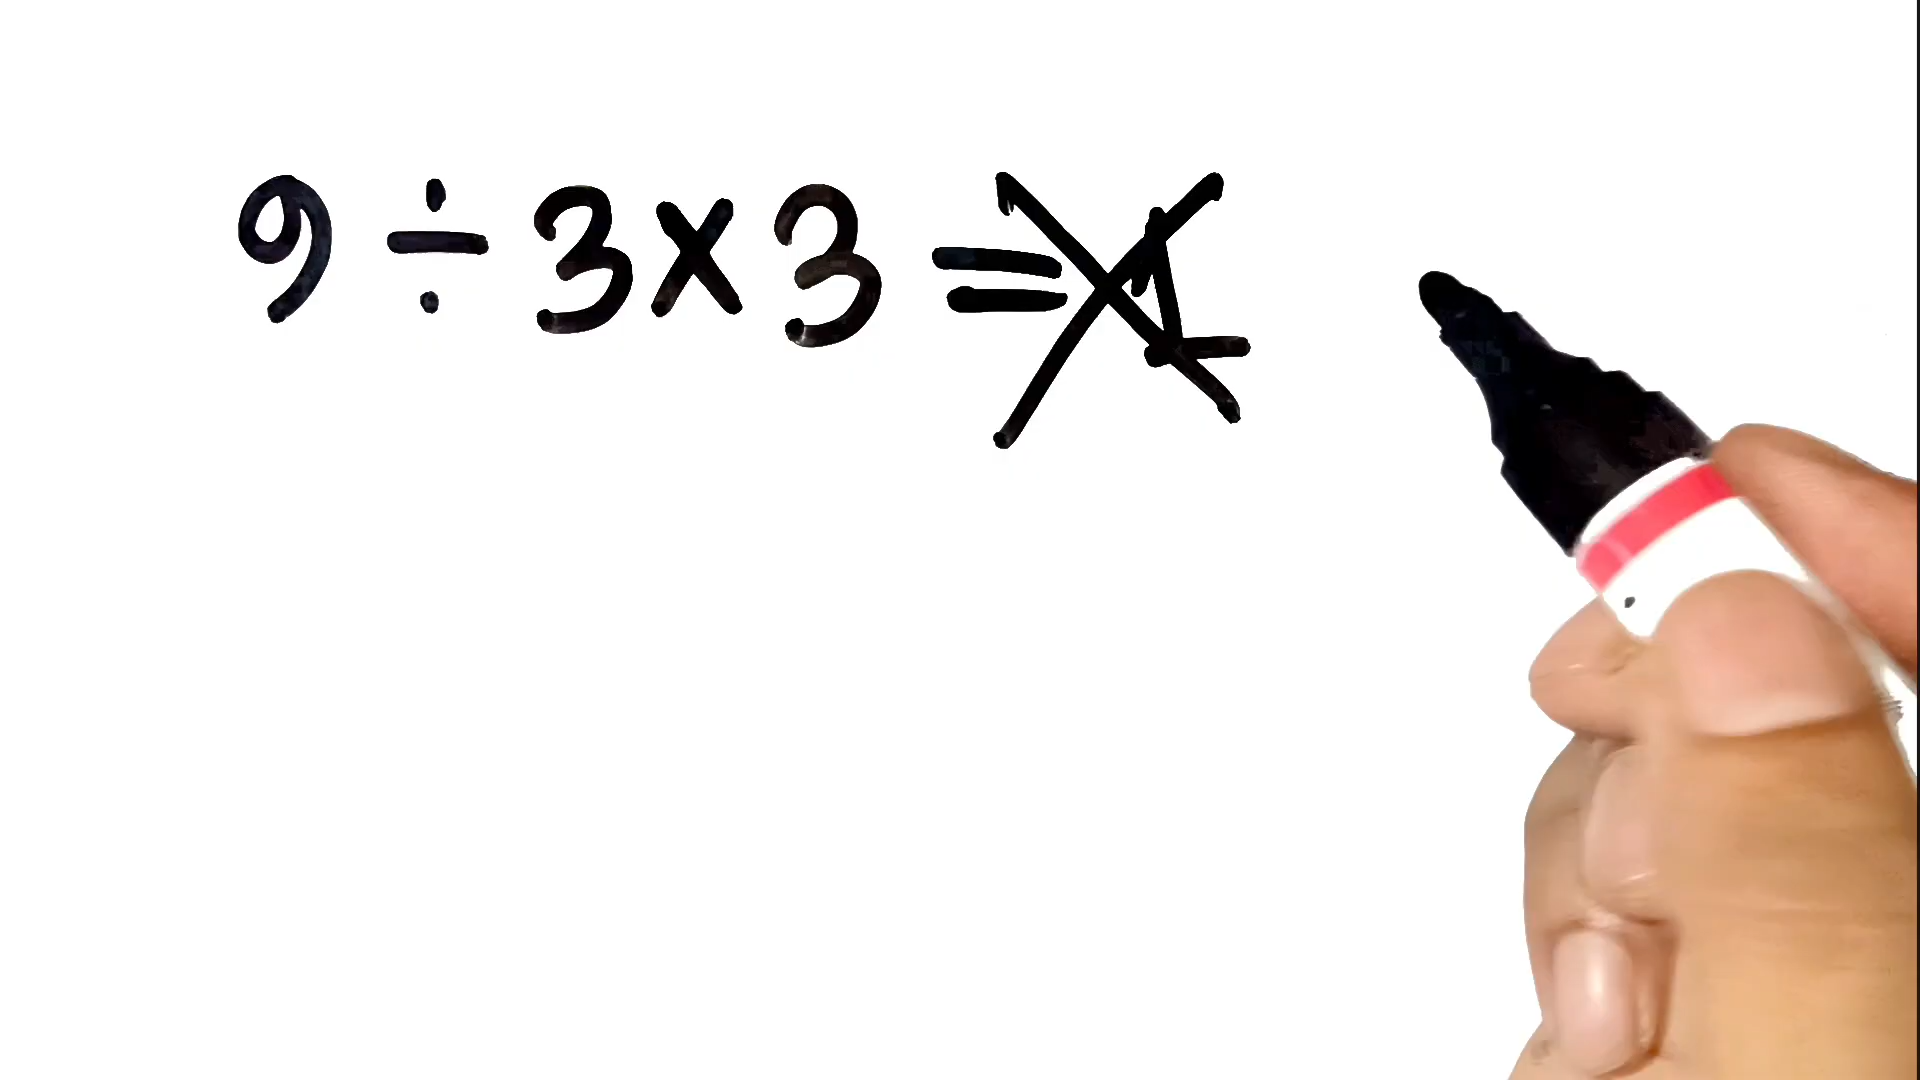 9 ÷ 3 × 3 = 1